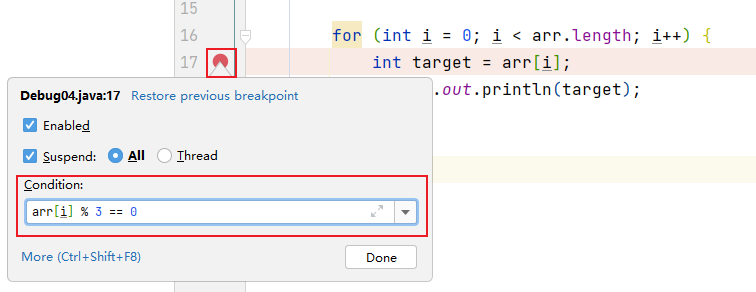 15
16 for (int i = 0; i < arr.length; i++) {
17 int target = arr[i];
.out.println(target);
Debug04.java:17 Restore previous breakpoint
Enabled
Suspend: All Thread
Condition:
arr[i] % 3 == 0
More (Ctrl+Shift+F8) Done